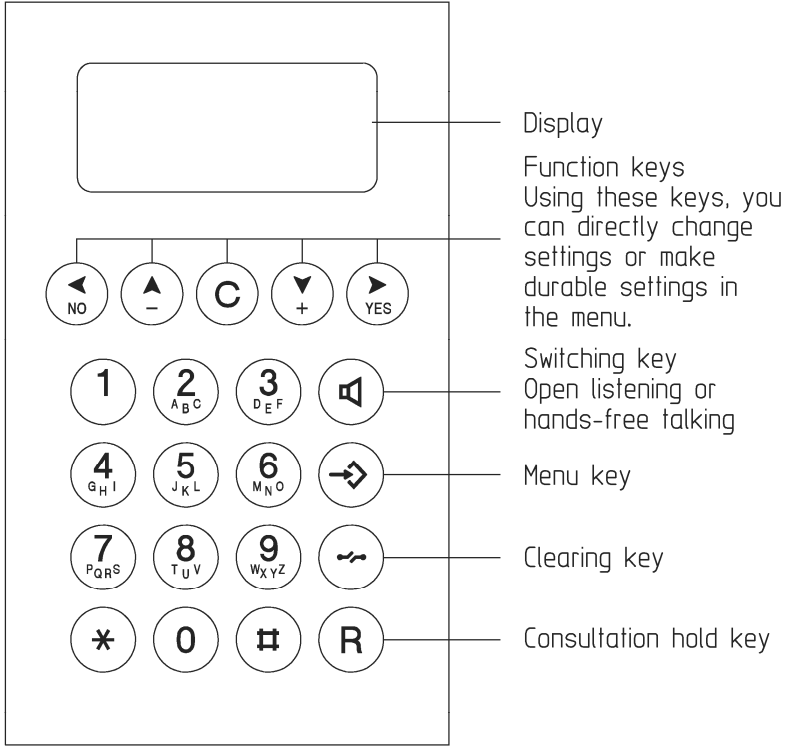 Display
Function keys
Using these keys, you
can directly change
settings or make
durable settings in
the menu.
NO
–
C
+
YES
Switching key
Open listening or
hands-free talking
1
2
ABC
3
DEF
4
GHI
5
JKL
6
MNO
Menu key
7
PQRS
8
TUV
9
WXYZ
Clearing key
*
0
#
R
Consultation hold key